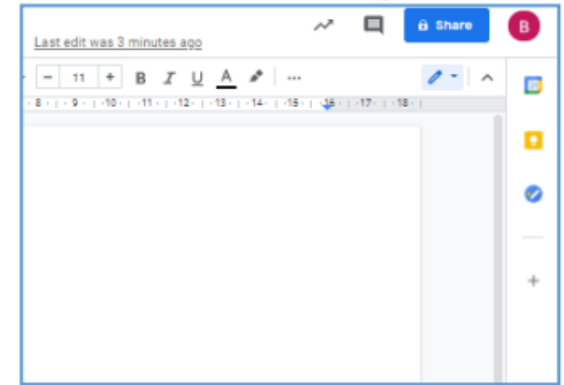 Share
B
Last edit was 3 minutes ago
- 11 + B I U A ...
8 9 10 11 12 13 14 15 16 17 18